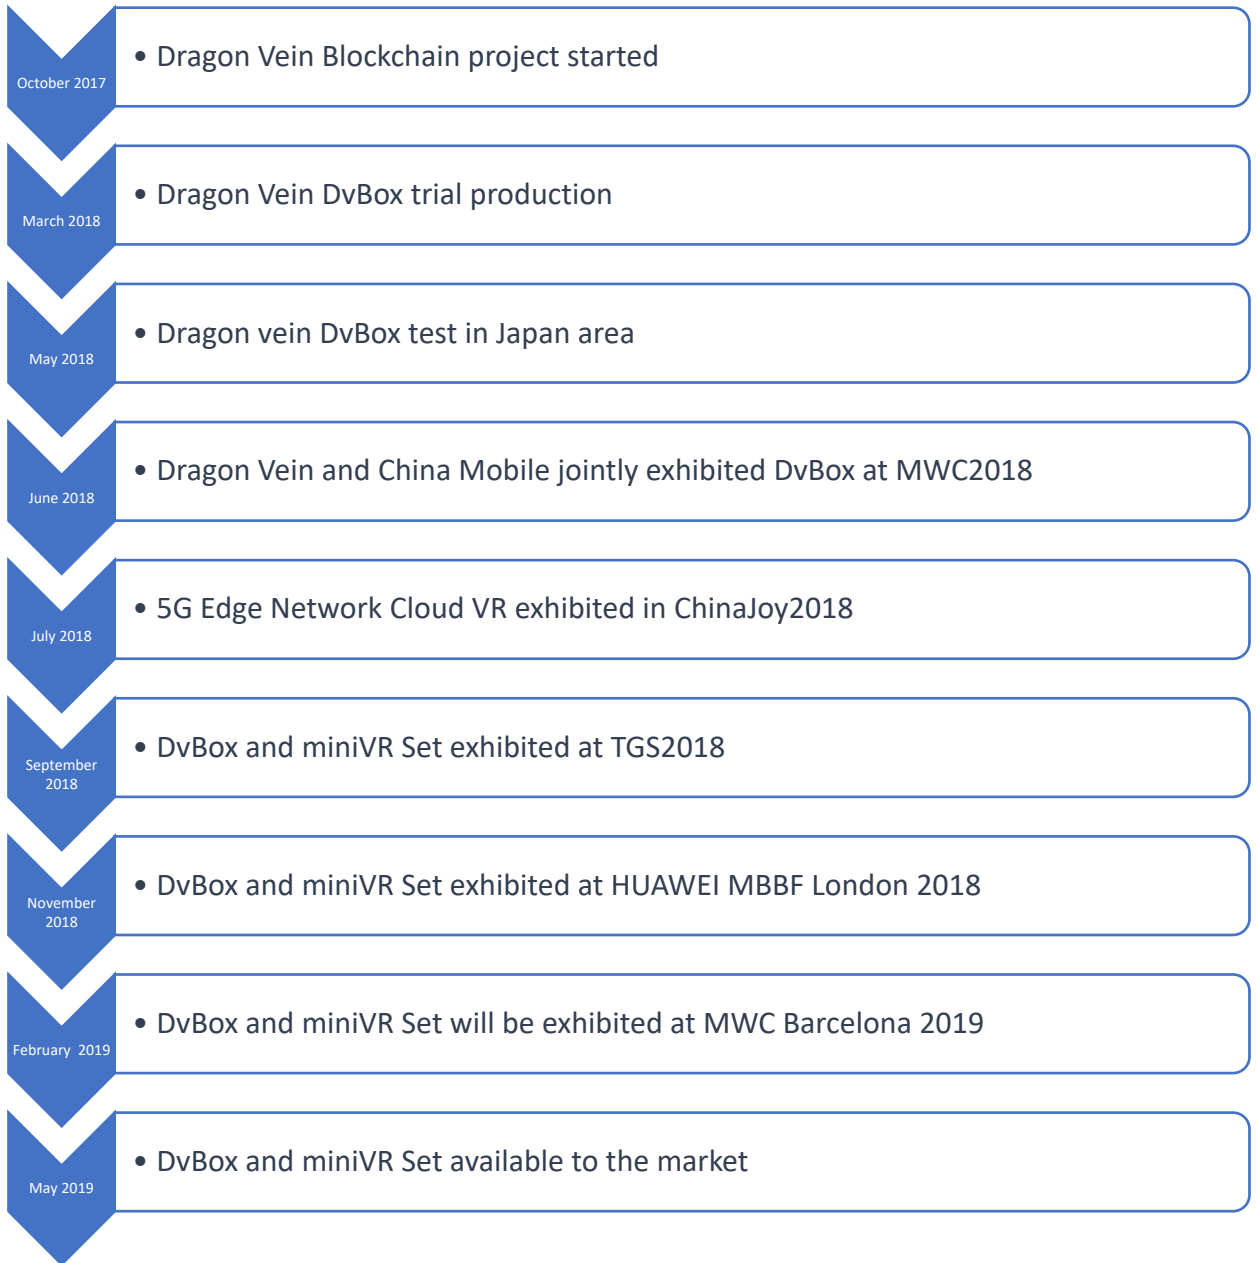 October 2017
• Dragon Vein Blockchain project started
March 2018
• Dragon Vein DvBox trial production
May 2018
• Dragon vein DvBox test in Japan area
June 2018
• Dragon Vein and China Mobile jointly exhibited DvBox at MWC2018
July 2018
• 5G Edge Network Cloud VR exhibited in ChinaJoy2018
September
2018
• DvBox and miniVR Set exhibited at TGS2018
November
2018
• DvBox and miniVR Set exhibited at HUAWEI MBBF London 2018
February 2019
• DvBox and miniVR Set will be exhibited at MWC Barcelona 2019
May 2019
• DvBox and miniVR Set available to the market